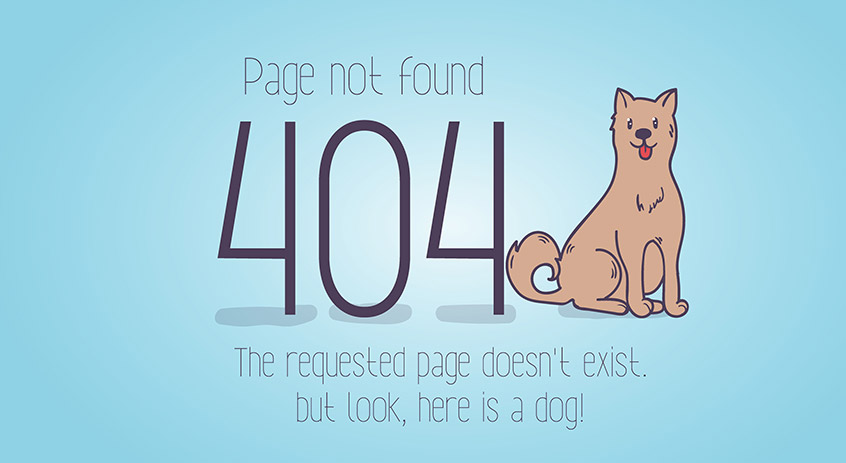 Page not found
404
The requested page doesn't exist.
but look, here is a dog!